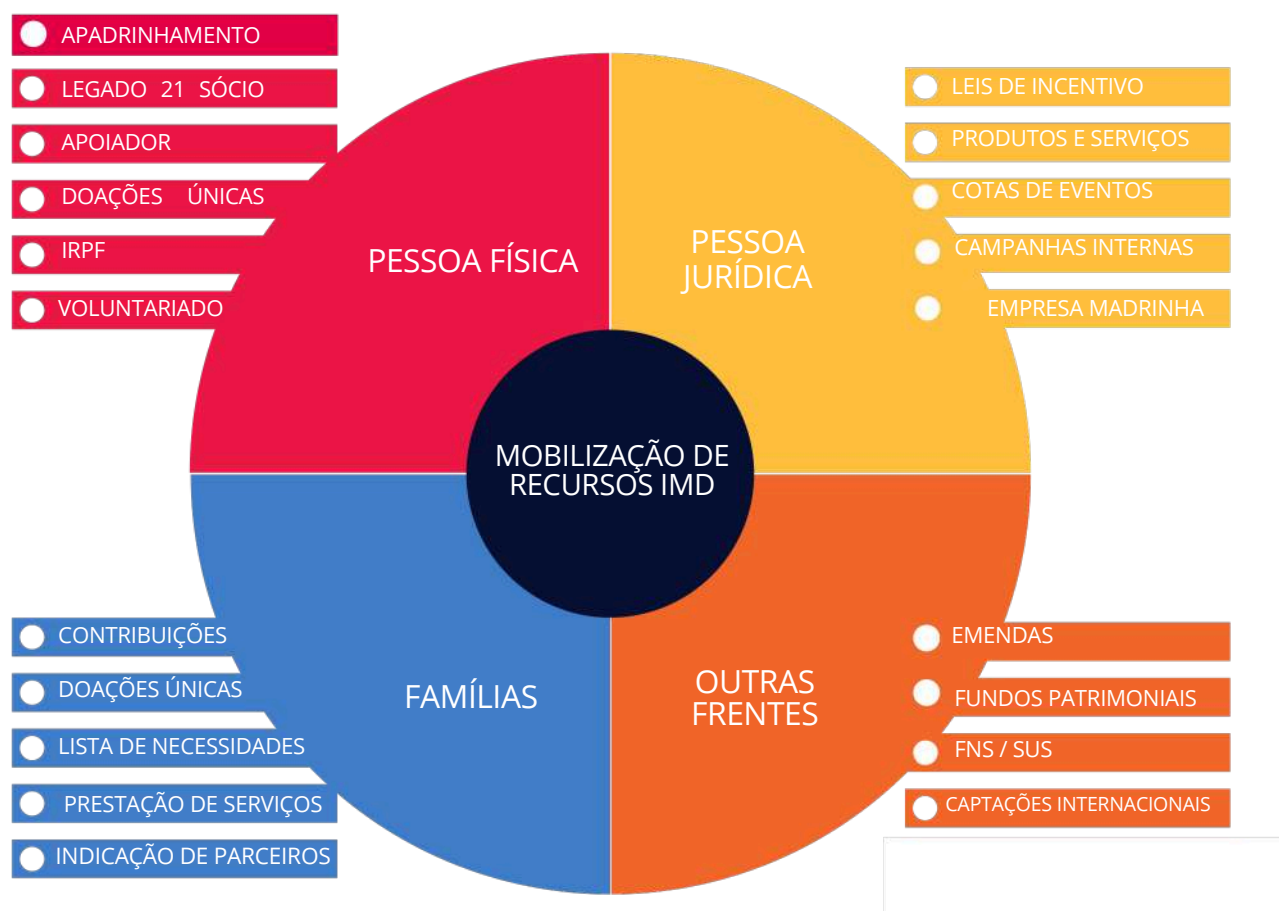 APADRINHAMENTO
LEGADO 21 SÓCIO
APOIADOR
DOAÇÕES ÚNICAS
IRPF
VOLUNTARIADO
PESSOA FÍSICA
LEIS DE INCENTIVO
PRODUTOS E SERVIÇOS
COTAS DE EVENTOS
CAMPANHAS INTERNAS
EMPRESA MADRINHA
PESSOA
JURÍDICA
MOBILIZAÇÃO DE
RECURSOS IMD
CONTRIBUIÇÕES
DOAÇÕES ÚNICAS
LISTA DE NECESSIDADES
PRESTAÇÃO DE SERVIÇOS
INDICAÇÃO DE PARCEIROS
FAMÍLIAS
OUTRAS
FRENTES
EMENDAS
FUNDOS PATRIMONIAIS
FNS / SUS
CAPTAÇÕES INTERNACIONAIS